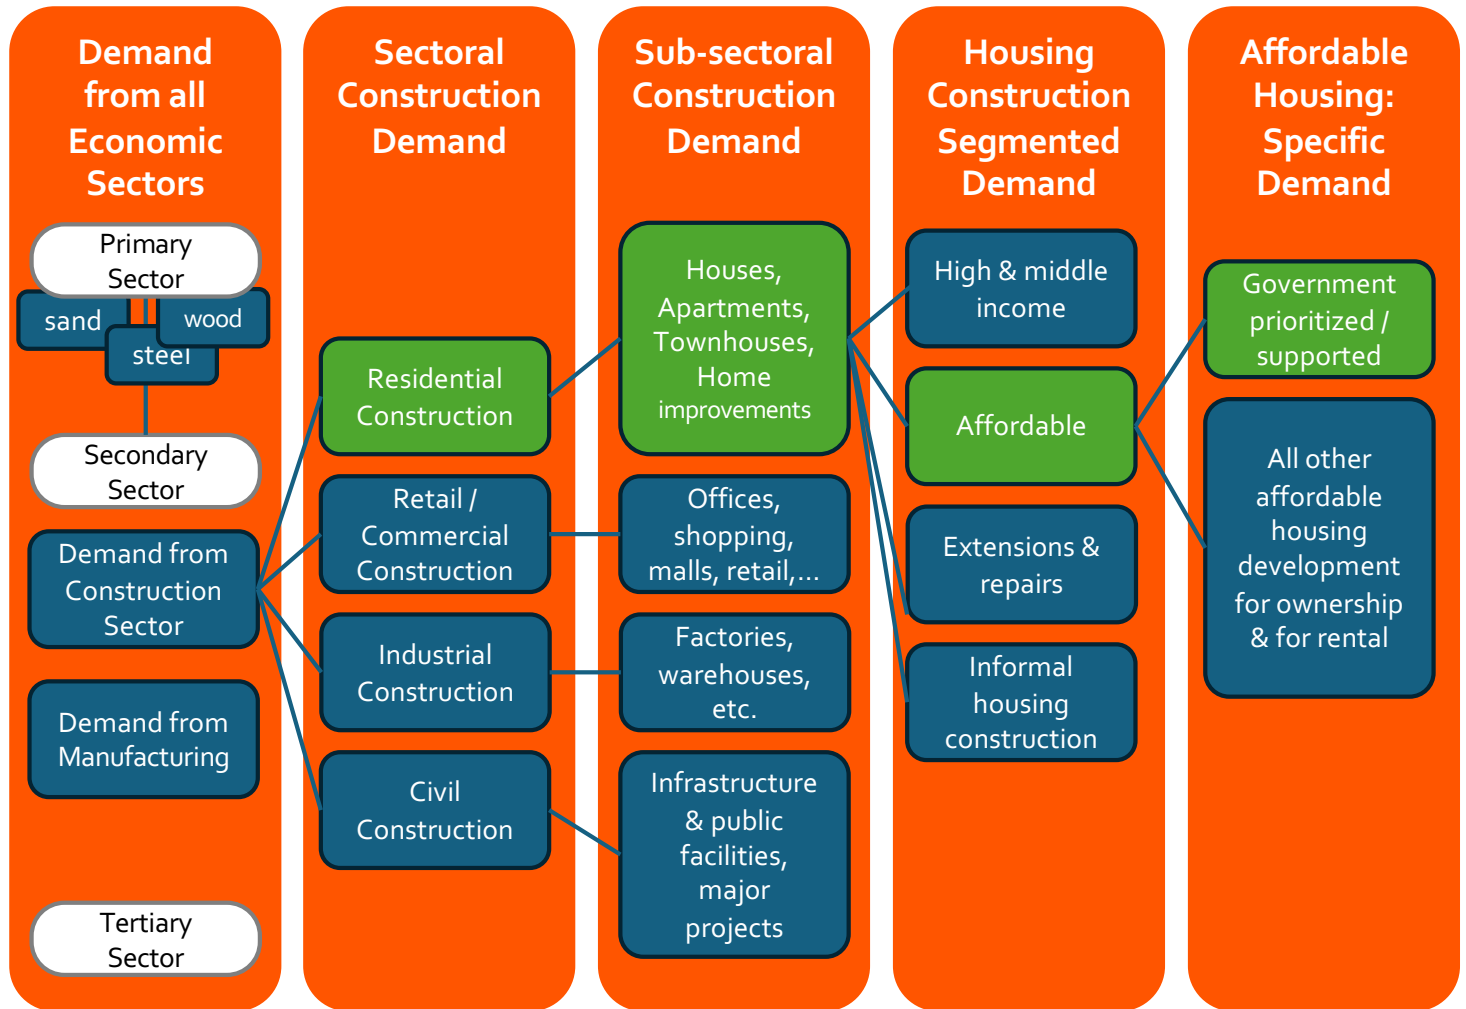 Demand
from all
Economic
Sectors
Primary
Sector
sand
wood
steel
Secondary
Sector
Demand from
Construction
Sector
Demand from
Manufacturing
Tertiary
Sector
Sectoral
Construction
Demand
Residential
Construction
Retail /
Commercial
Construction
Industrial
Construction
Civil
Construction
Sub-sectoral
Construction
Demand
Houses,
Apartments,
Townhouses,
Home
improvements
Offices,
shopping,
malls, retail,...
Factories,
warehouses,
etc.
Infrastructure
& public
facilities,
major
projects
Housing
Construction
Segmented
Demand
High & middle
income
Affordable
Extensions &
repairs
Informal
housing
construction
Affordable
Housing:
Specific
Demand
Government
prioritized /
supported
All other
affordable
housing
development
for ownership
& for rental